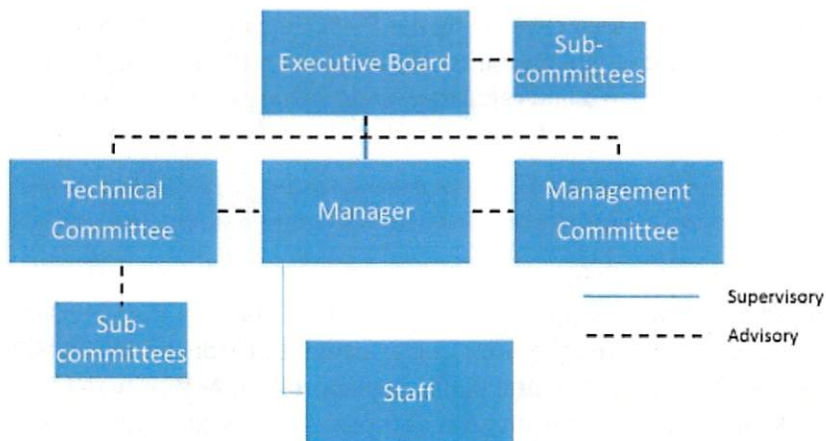 Executive Board
Sub-
committees
Technical
Committee
Manager
Management
Committee
Supervisory
Sub-
committees
Advisory
Staff